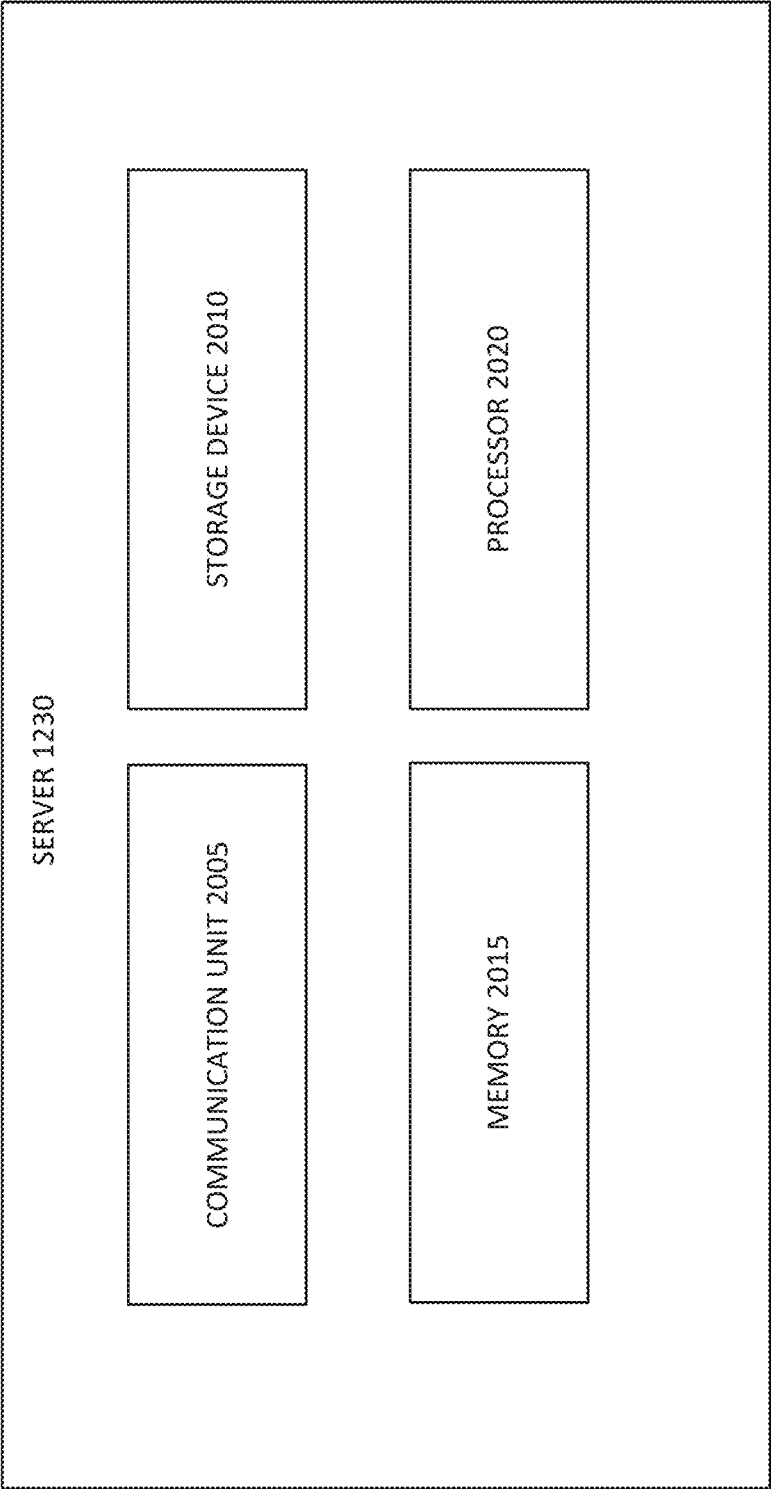 SERVER 1230
COMMUNICATION UNIT 2005
STORAGE DEVICE 2010
MEMORY 2015
PROCESSOR 2020